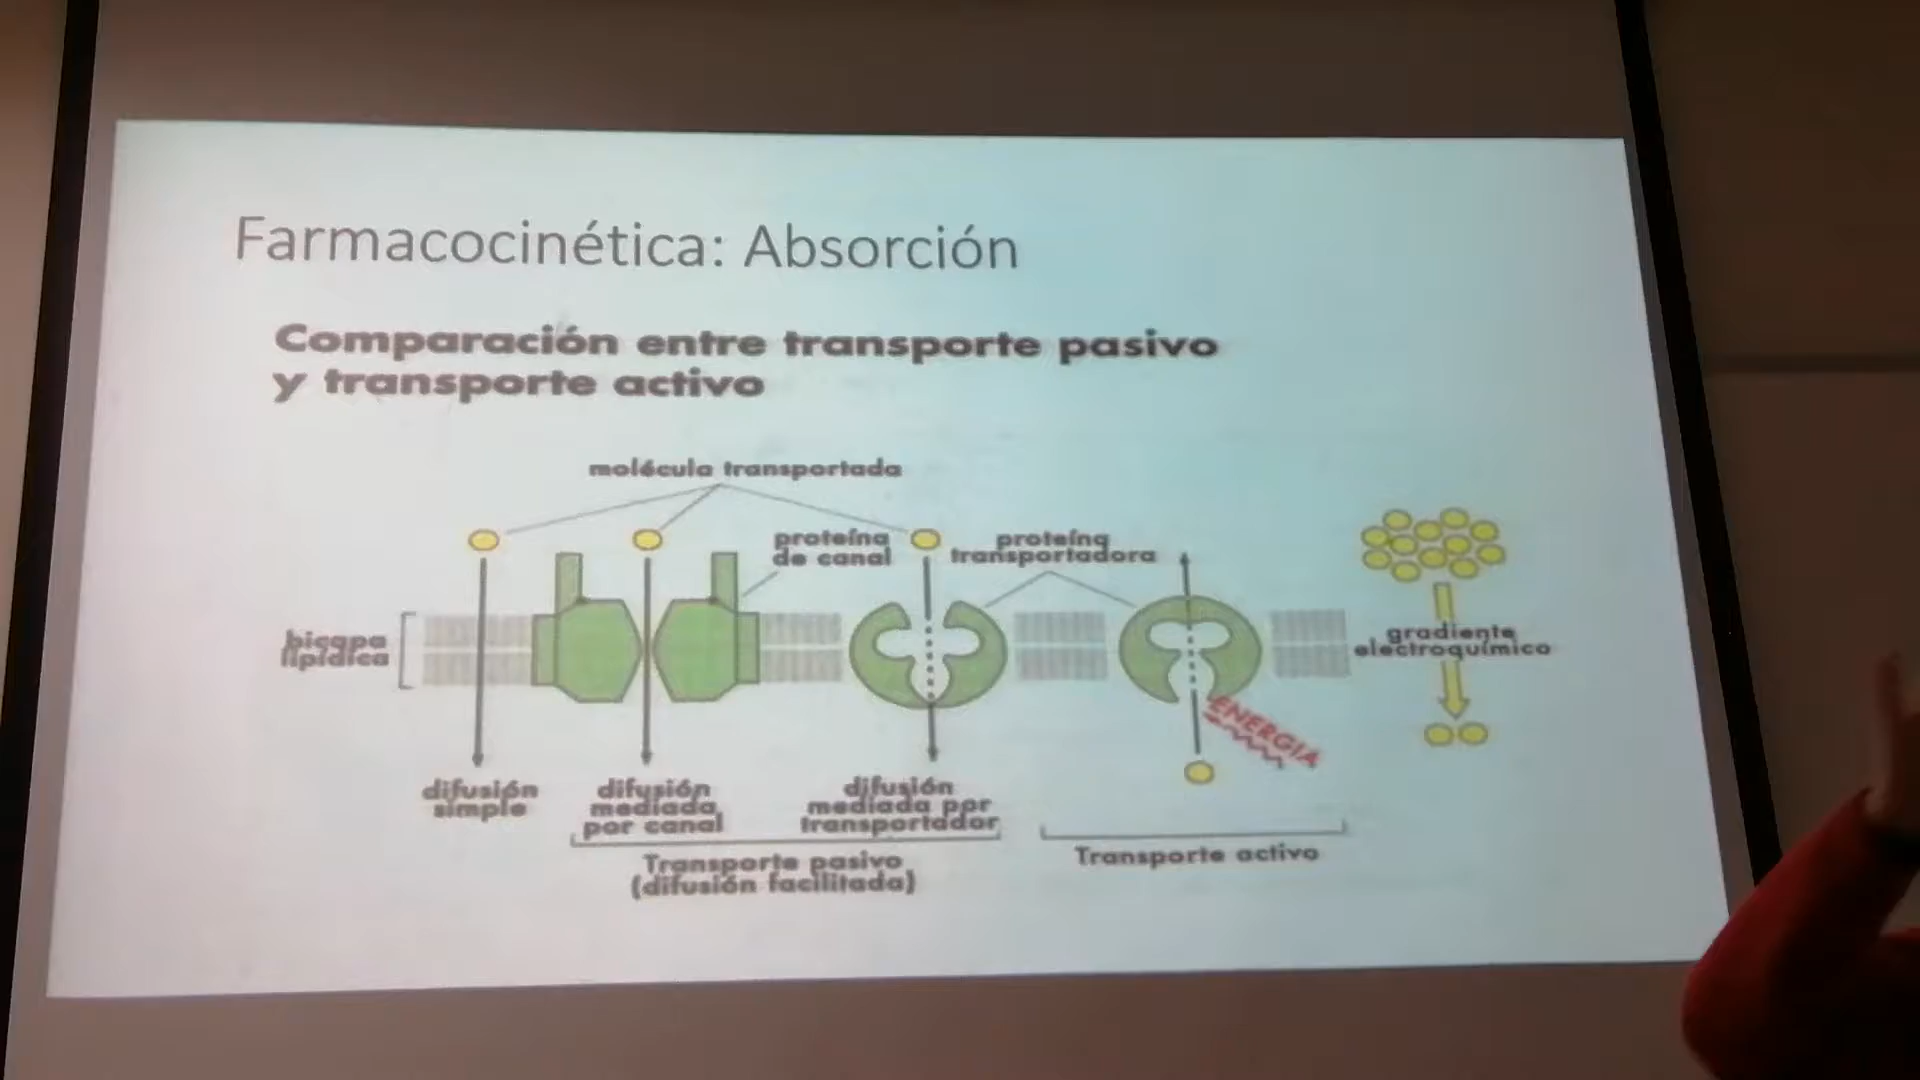 Farmacocinética: Absorción
Comparación entre transporte pasivo
y transporte activo
molécula transportada
proteína
de canal
proteína
transportadora
bicapa
lipídica
gradiente
electroquímico
ENERGIA
difusión
simple
difusión
mediada
por canal
difusión
mediada por
transportador
Transporte pasivo
(difusión facilitada)
Transporte activo